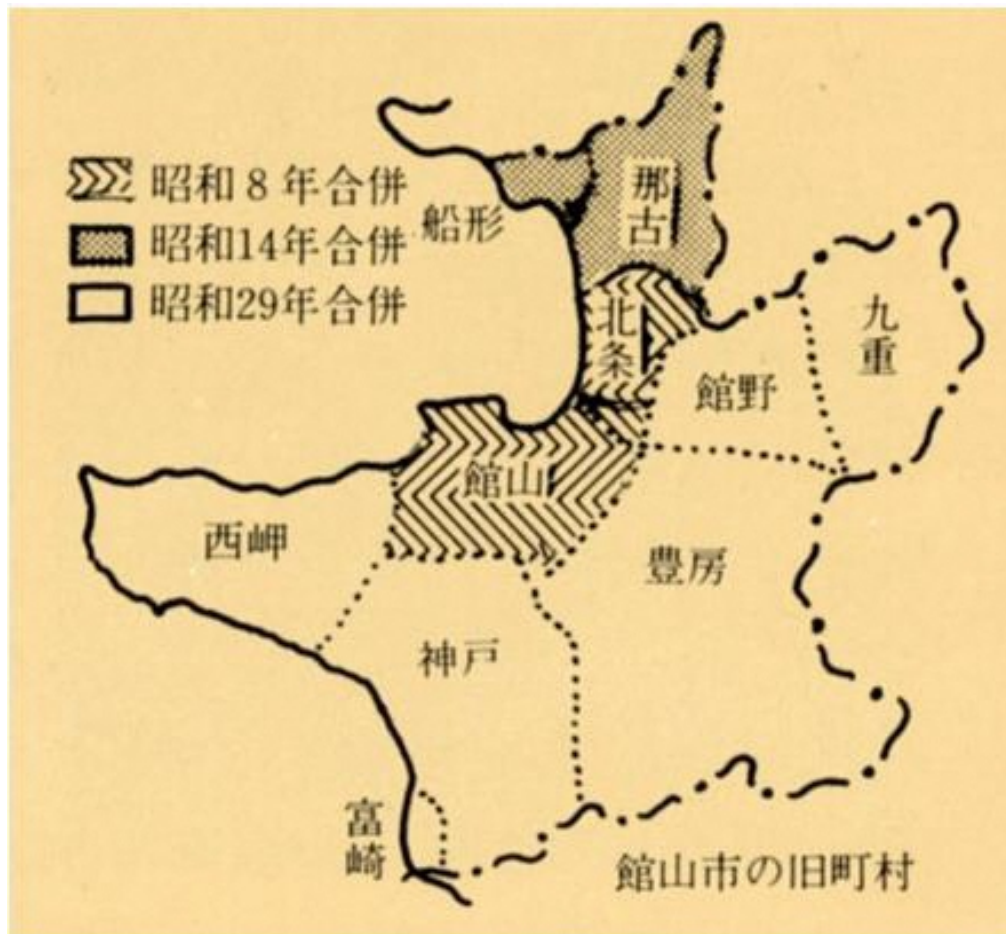 昭和8年合併
昭和14年合併
昭和29年合併
船形
那古
北条
九重
館野
館山
西岬
豊房
神戸
富崎
館山市の旧町村